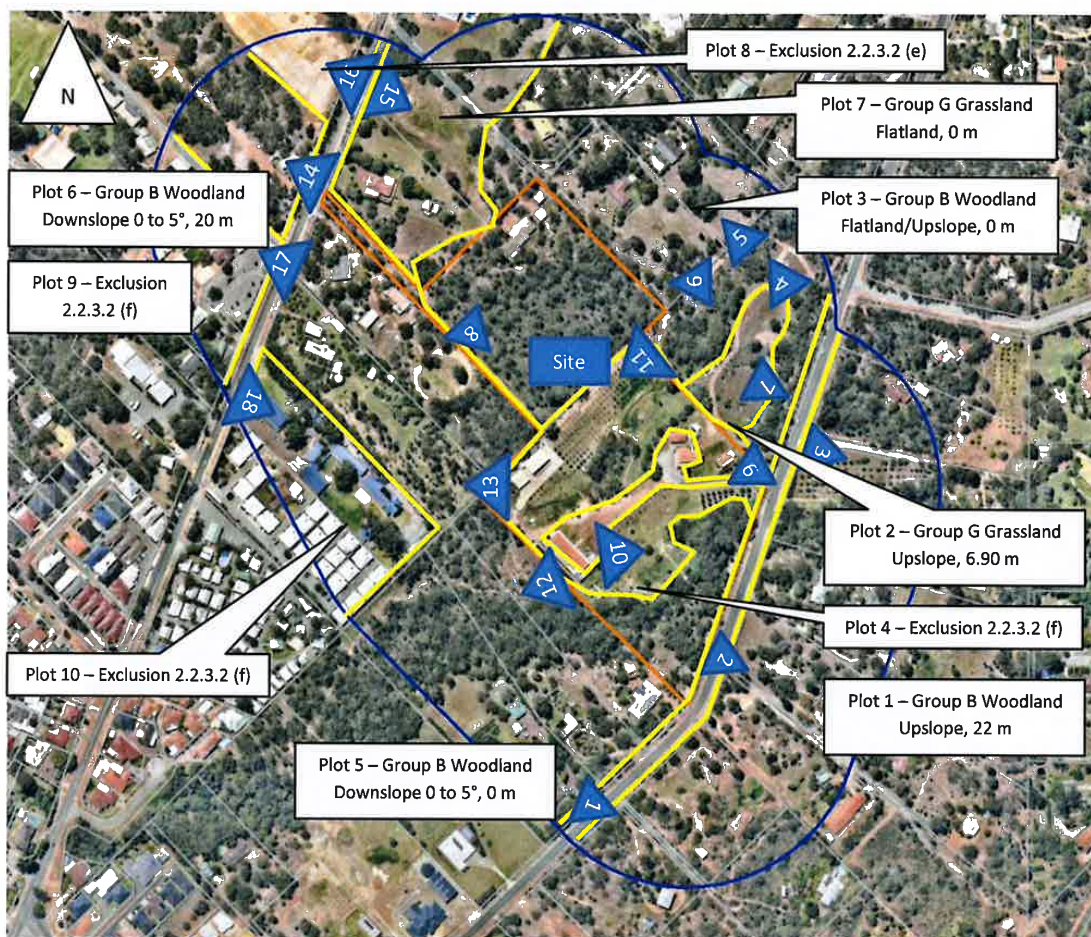 N
Plot 8 – Exclusion 2.2.3.2 (e)
16
15
Plot 7 – Group G Grassland
Flatland, 0 m
14
Plot 6 – Group B Woodland
Downslope 0 to 5°, 20 m
Plot 3 – Group B Woodland
Flatland/Upslope, 0 m
5
17
6
4
Plot 9 – Exclusion
2.2.3.2 (f)
8
Site
11
7
18
3
9
13
Plot 2 – Group G Grassland
Upslope, 6.90 m
10
12
Plot 4 – Exclusion 2.2.3.2 (f)
2
Plot 10 – Exclusion 2.2.3.2 (f)
Plot 1 – Group B Woodland
Upslope, 22 m
Plot 5 – Group B Woodland
Downslope 0 to 5°, 0 m
1